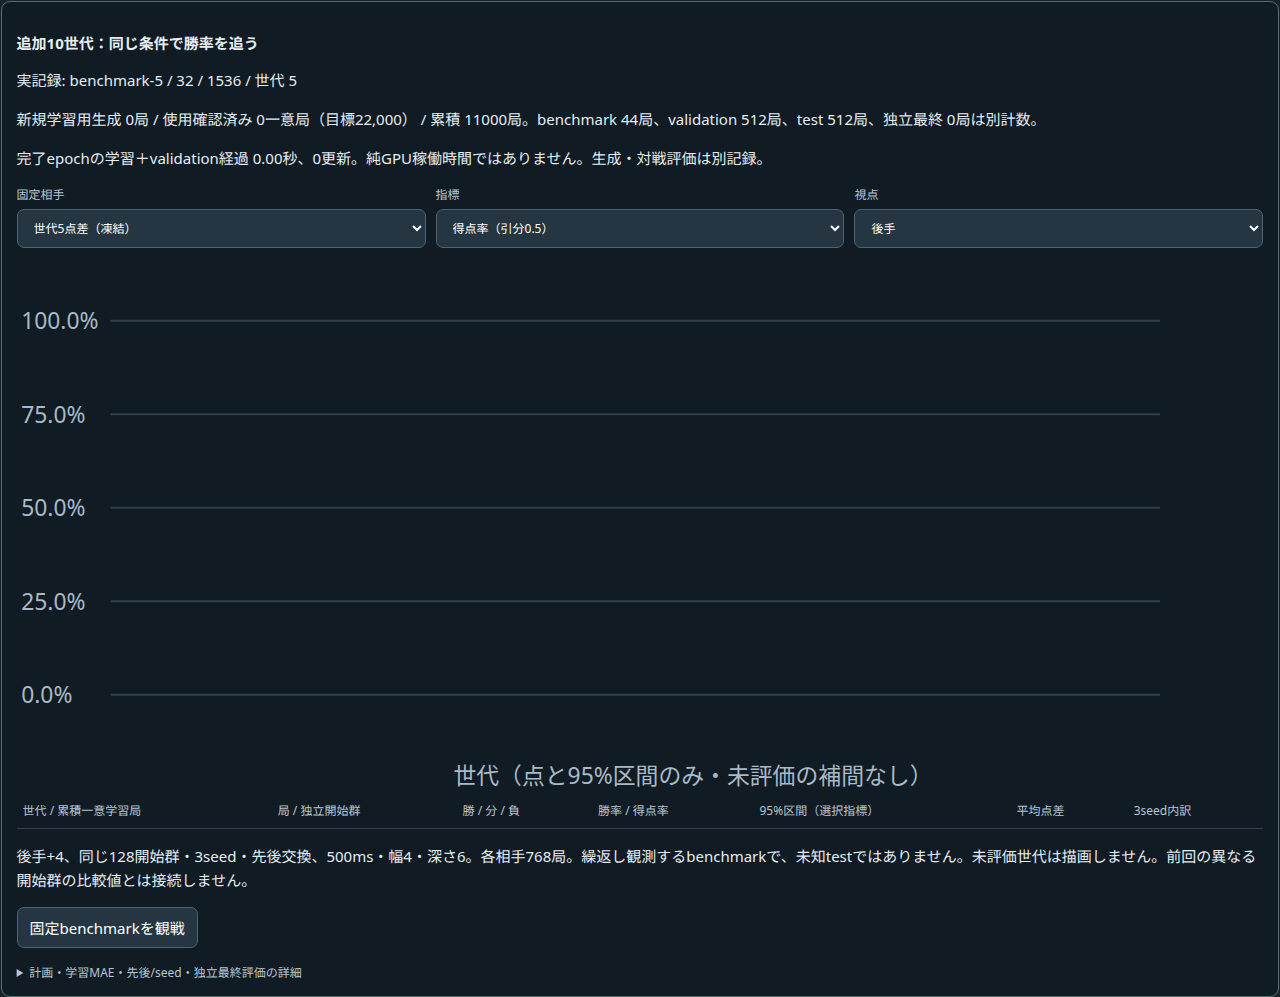 追加10世代：同じ条件で勝率を追う
実記録: benchmark-5 / 32 / 1536 / 世代 5
新規学習用生成 0局 / 使用確認済み 0一意局（目標22,000） / 累積 11000局。benchmark 44局、validation 512局、test 512局、独立最終 0局は別計数。
完了epochの学習＋validation経過 0.00秒、0更新。純GPU稼働時間ではありません。生成・対戦評価は別記録。
固定相手 指標 視点
世代5点差（凍結） 得点率（引分0.5） 後手
100.0%
75.0%
50.0%
25.0%
0.0%
世代（点と95%区間のみ・未評価の補間なし）
世代 / 累積一意学習局 局 / 独立開始群 勝 / 分 / 負 勝率 / 得点率 95%区間（選択指標） 平均点差 3seed内訳
後手+4、同じ128開始群・3seed・先後交換、500ms・幅4・深さ6。各相手768局。繰返し観測するbenchmarkで、未知testではありません。未評価世代は描画しません。前回の異なる
開始群の比較値とは接続しません。
固定benchmarkを観戦
▶ 計画・学習MAE・先後/seed・独立最終評価の詳細